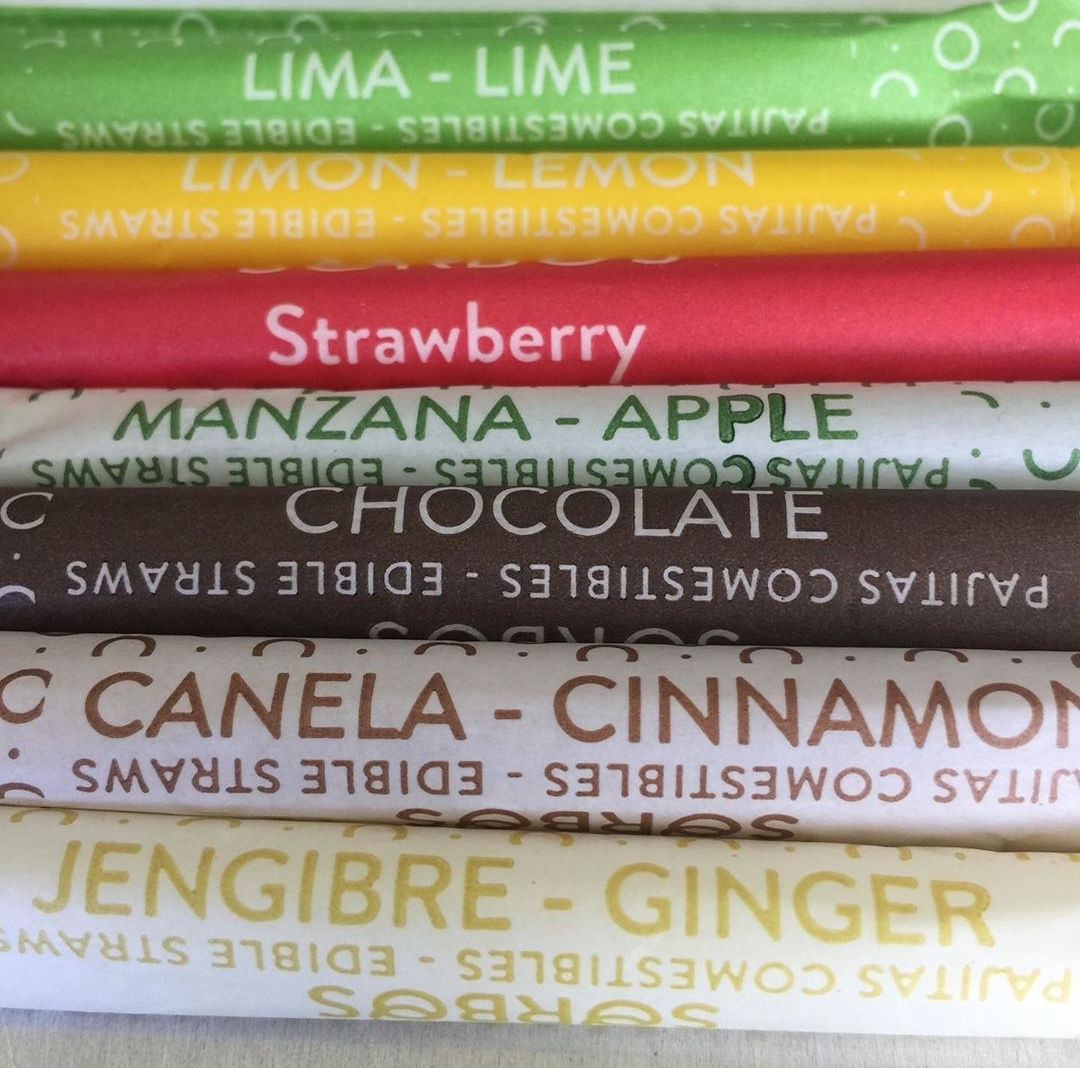 LIMA - LIME
PAJITAS COMESTIBLES - EDIBLE STRAWS
LIMON - LEMON
PAJITAS COMESTIBLES - EDIBLE STRAWS
SORBOS
Strawberry
MANZANA - APPLE
PAJITAS COMESTIBLES - EDIBLE STRAWS
CHOCOLATE
PAJITAS COMESTIBLES - EDIBLE STRAWS
SORBOS
CANELA - CINNAMON
PAJITAS COMESTIBLES - EDIBLE STRAWS
SORBOS
JENGIBRE - GINGER
PAJITAS COMESTIBLES - EDIBLE STRAWS
SORBOS